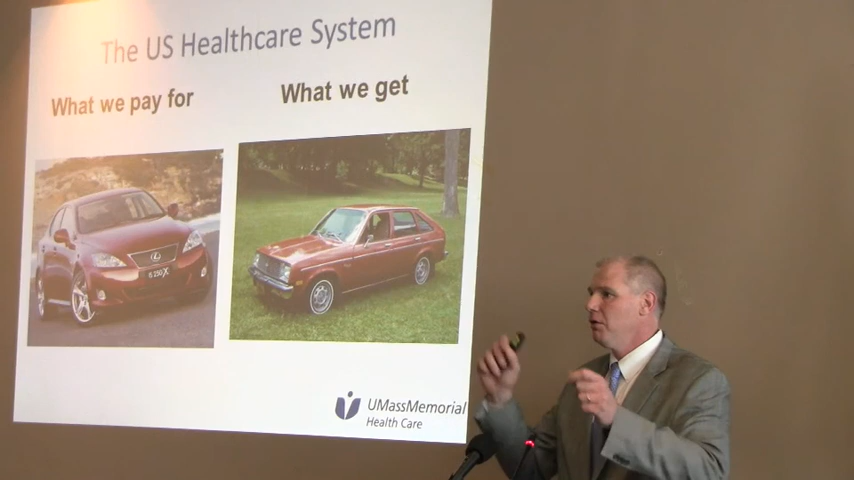 The US Healthcare System
What we pay for
What we get
UMassMemorial
Health Care